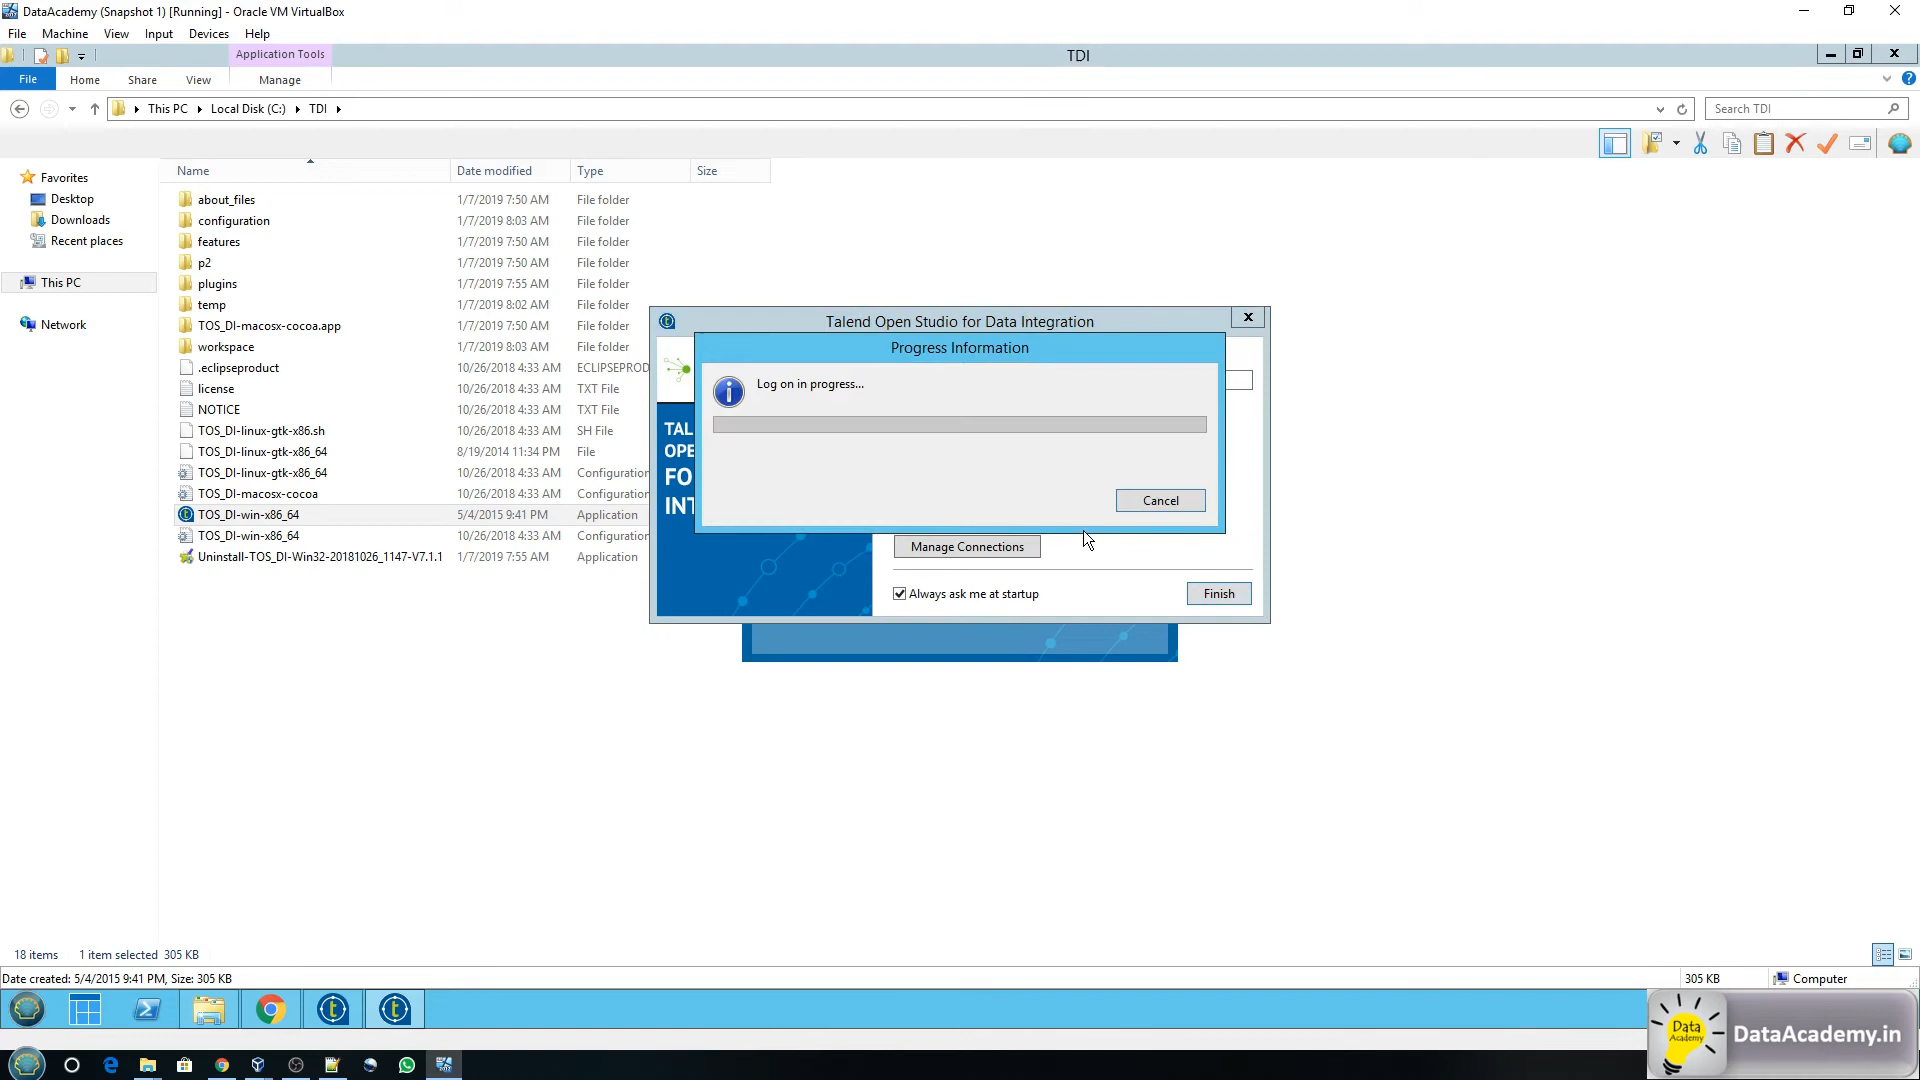 DataAcademy (Snapshot 1) [Running] - Oracle VM VirtualBox
File Machine View Input Devices Help
Application Tools
TDI
File Home Share View Manage
This PC Local Disk (C:) TDI
Search TDI
Name Date modified Type Size
Favorites
Desktop
Downloads
Recent places
This PC
Network
about_files 1/7/2019 7:50 AM File folder
configuration 1/7/2019 8:03 AM File folder
features 1/7/2019 7:50 AM File folder
p2 1/7/2019 7:50 AM File folder
plugins 1/7/2019 7:55 AM File folder
temp 1/7/2019 8:02 AM File folder
TOS_DI-macosx-cocoa.app 1/7/2019 7:50 AM File folder
workspace 1/7/2019 8:03 AM File folder
.eclipseproduct 10/26/2018 4:33 AM ECLIPSEPROD
license 10/26/2018 4:33 AM TXT File
NOTICE 10/26/2018 4:33 AM TXT File
TOS_DI-linux-gtk-x86.sh 10/26/2018 4:33 AM SH File
TOS_DI-linux-gtk-x86_64 8/19/2014 11:34 PM File
TOS_DI-linux-gtk-x86_64 10/26/2018 4:33 AM Configuration
TOS_DI-macosx-cocoa 10/26/2018 4:33 AM Configuration
TOS_DI-win-x86_64 5/4/2015 9:41 PM Application
TOS_DI-win-x86_64 10/26/2018 4:33 AM Configuration
Uninstall-TOS_DI-Win32-20181026_1147-V7.1.1 1/7/2019 7:55 AM Application
Talend Open Studio for Data Integration
Progress Information
Log on in progress...
Cancel
TAL
OPE
FO
INT
Manage Connections
Always ask me at startup
Finish
18 items 1 item selected 305 KB
Date created: 5/4/2015 9:41 PM, Size: 305 KB
305 KB
Computer
Data
Academy
DataAcademy.in